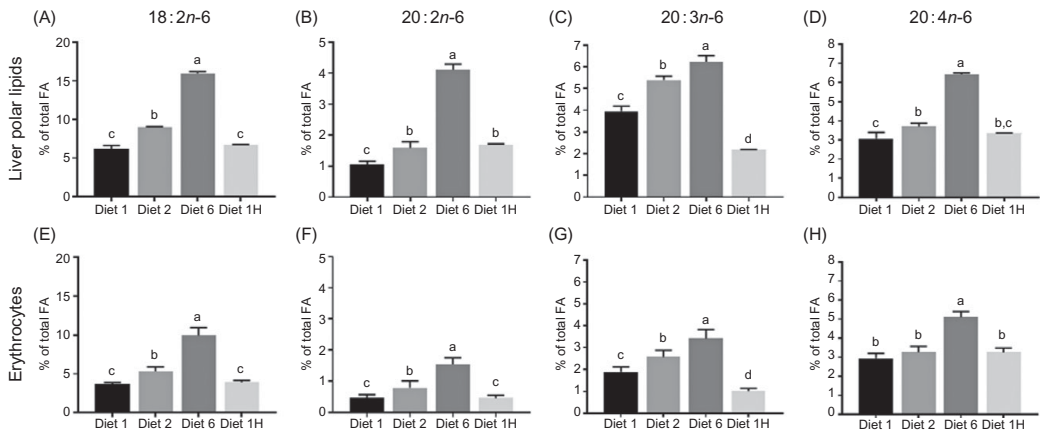 (A) 18:2n-6
(B) 20:2n-6
(C) 20:3n-6
(D) 20:4n-6
Liver polar lipids
% of total FA
20
15
10
5
0
c
b
a
c
Diet 1 Diet 2 Diet 6 Diet 1H
% of total FA
5
4
3
2
1
0
c
b
a
b
Diet 1 Diet 2 Diet 6 Diet 1H
% of total FA
7
6
5
4
3
2
1
0
c
b
a
d
Diet 1 Diet 2 Diet 6 Diet 1H
% of total FA
8
7
6
5
4
3
2
1
0
c
b
a
b,c
Diet 1 Diet 2 Diet 6 Diet 1H
Erythrocytes
(E)
% of total FA
20
15
10
5
0
c
b
a
c
Diet 1 Diet 2 Diet 6 Diet 1H
(F)
% of total FA
5
4
3
2
1
0
c
b
a
c
Diet 1 Diet 2 Diet 6 Diet 1H
(G)
% of total FA
7
6
5
4
3
2
1
0
c
b
a
d
Diet 1 Diet 2 Diet 6 Diet 1H
(H)
% of total FA
8
7
6
5
4
3
2
1
0
b
b
a
b
Diet 1 Diet 2 Diet 6 Diet 1H